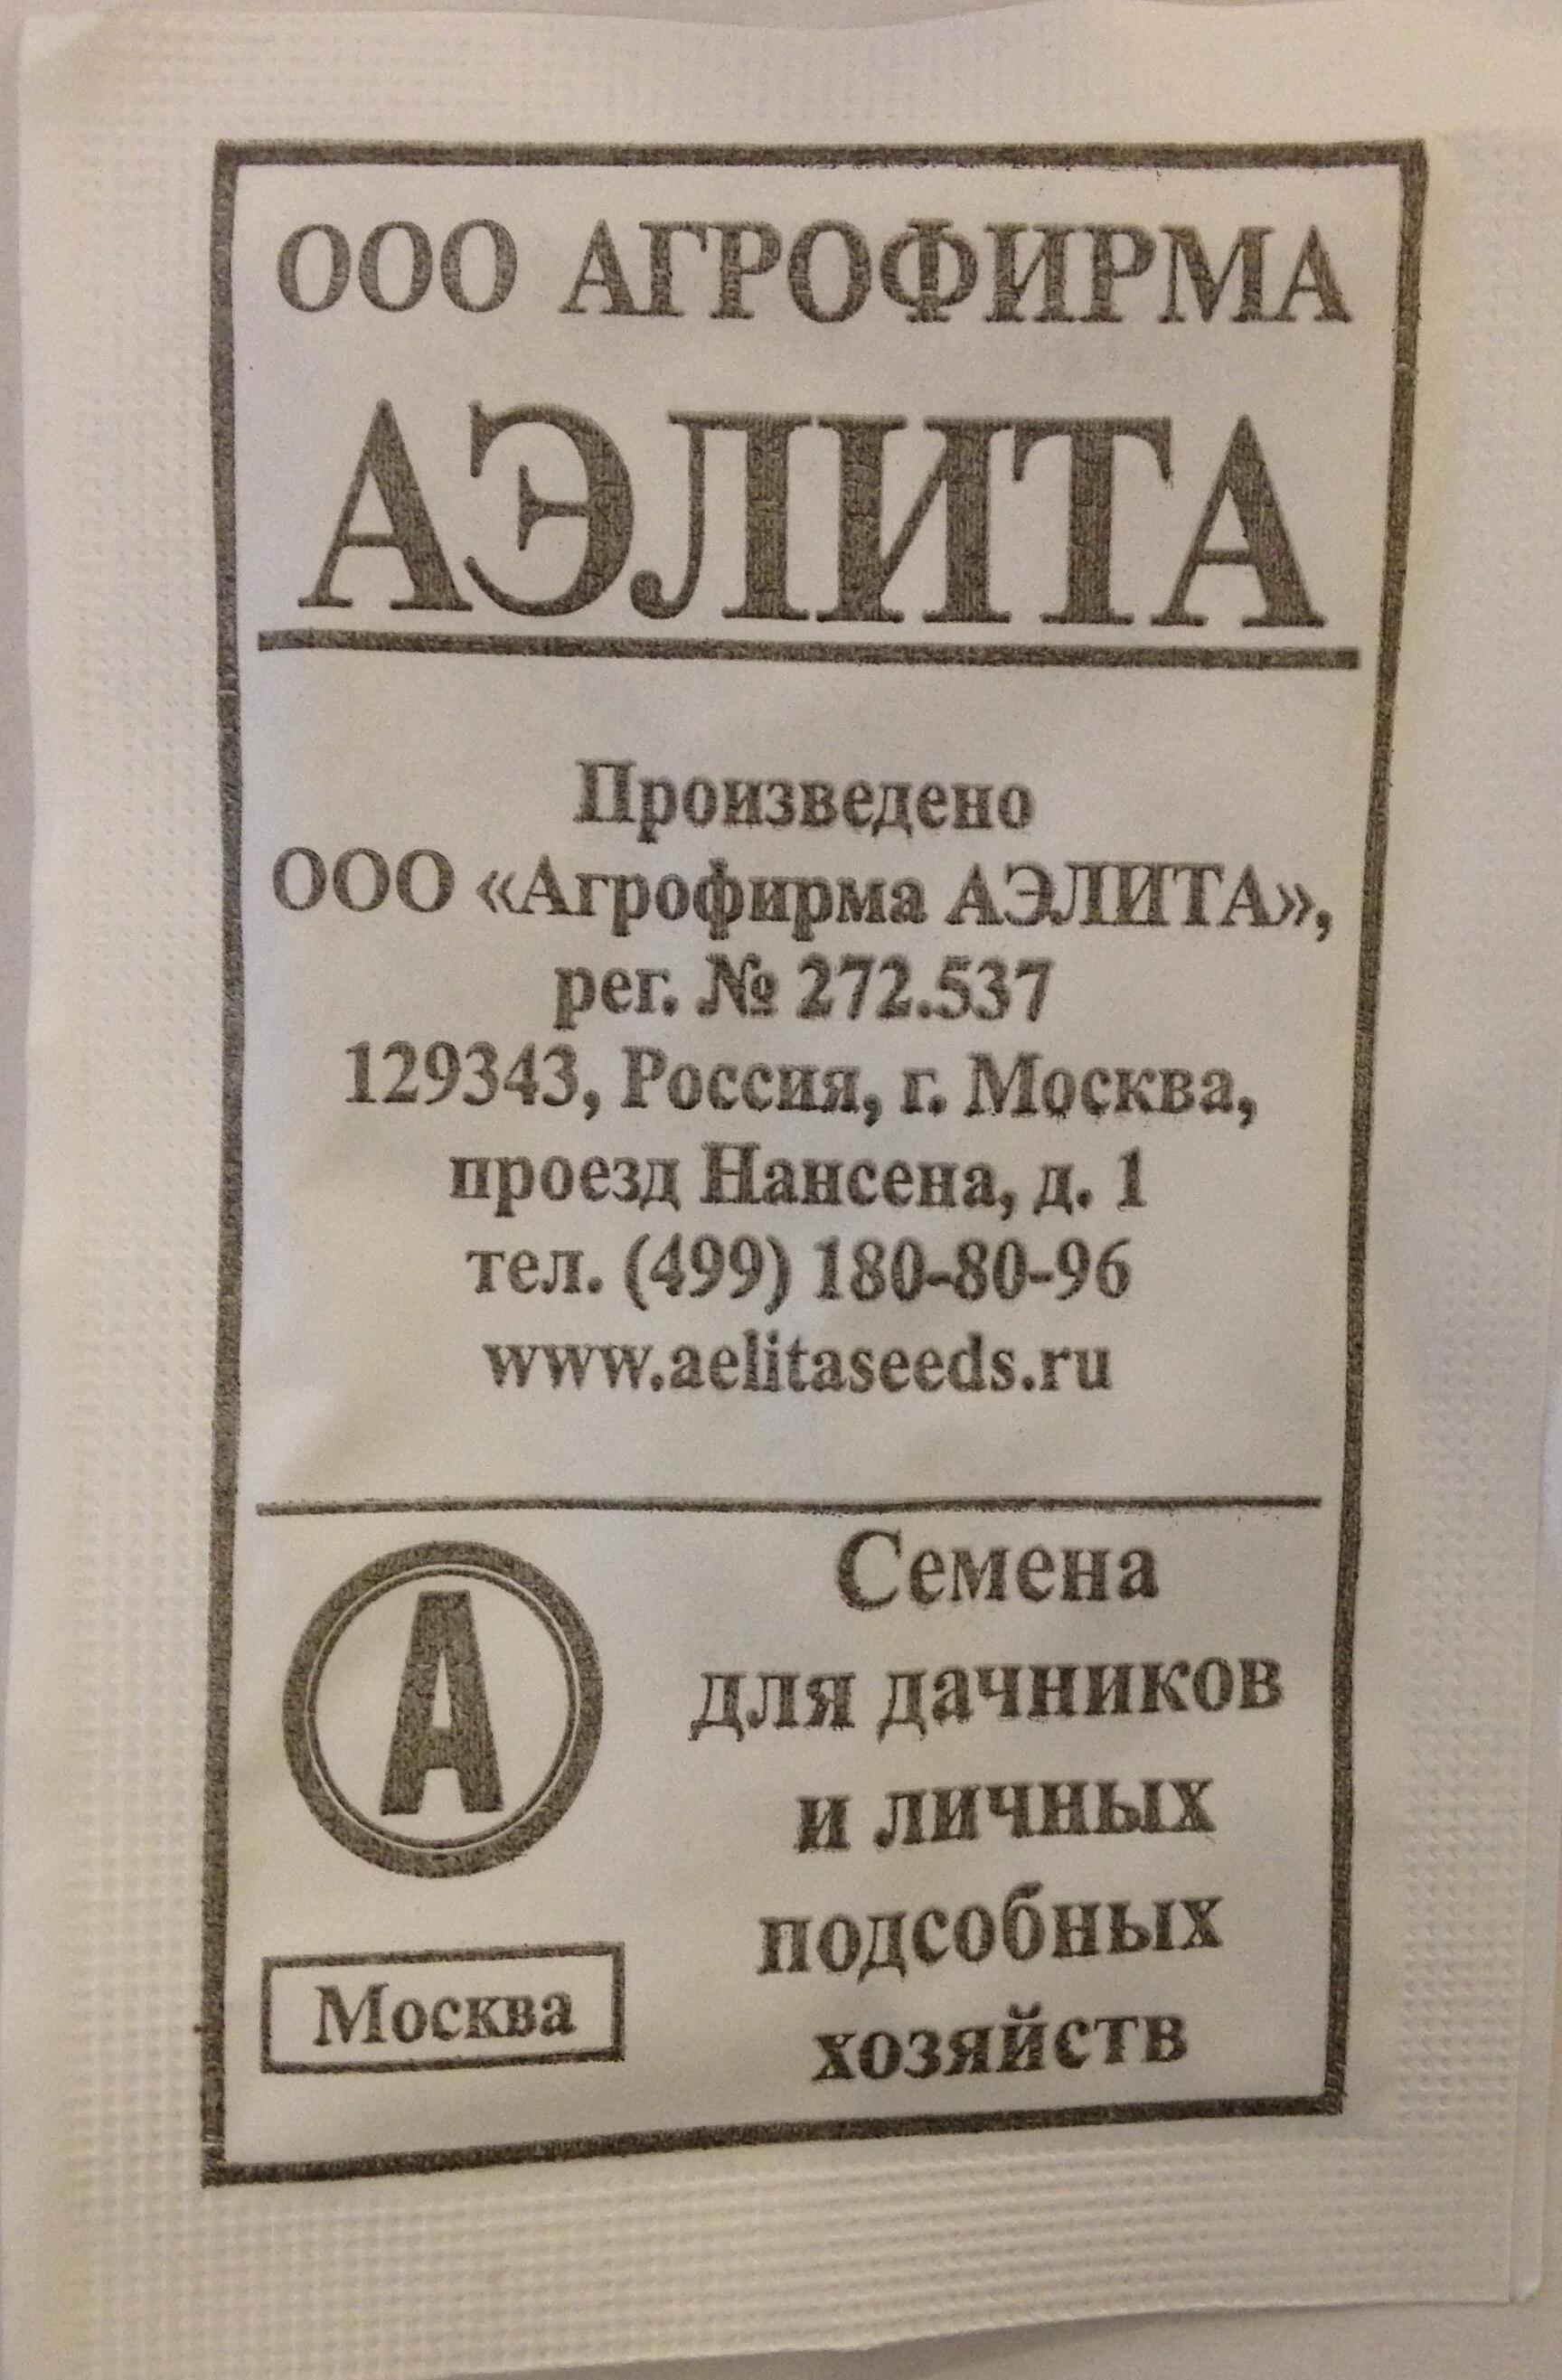 ООО АГРОФИРМА
АЭЛИТА
Произведено
ООО «Агрофирма АЭЛИТА»,
рег. № 272.537
129343, Россия, г. Москва,
проезд Нансена, д. 1
тел. (499) 180-80-96
www.aelitaseeds.ru
А
Москва
Семена
для дачников
и личных
подсобных
хозяйств